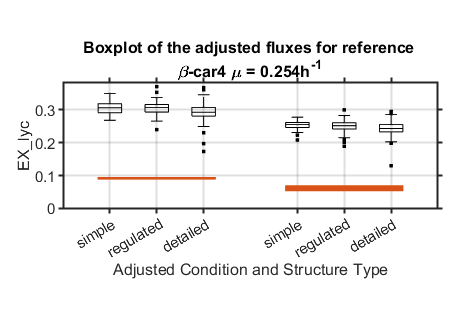 Boxplot of the adjusted fluxes for reference
β-car4 μ = 0.254h⁻¹
EX_lyc
0.3
0.2
0.1
0
simple
regulated
detailed
simple
regulated
detailed
Adjusted Condition and Structure Type